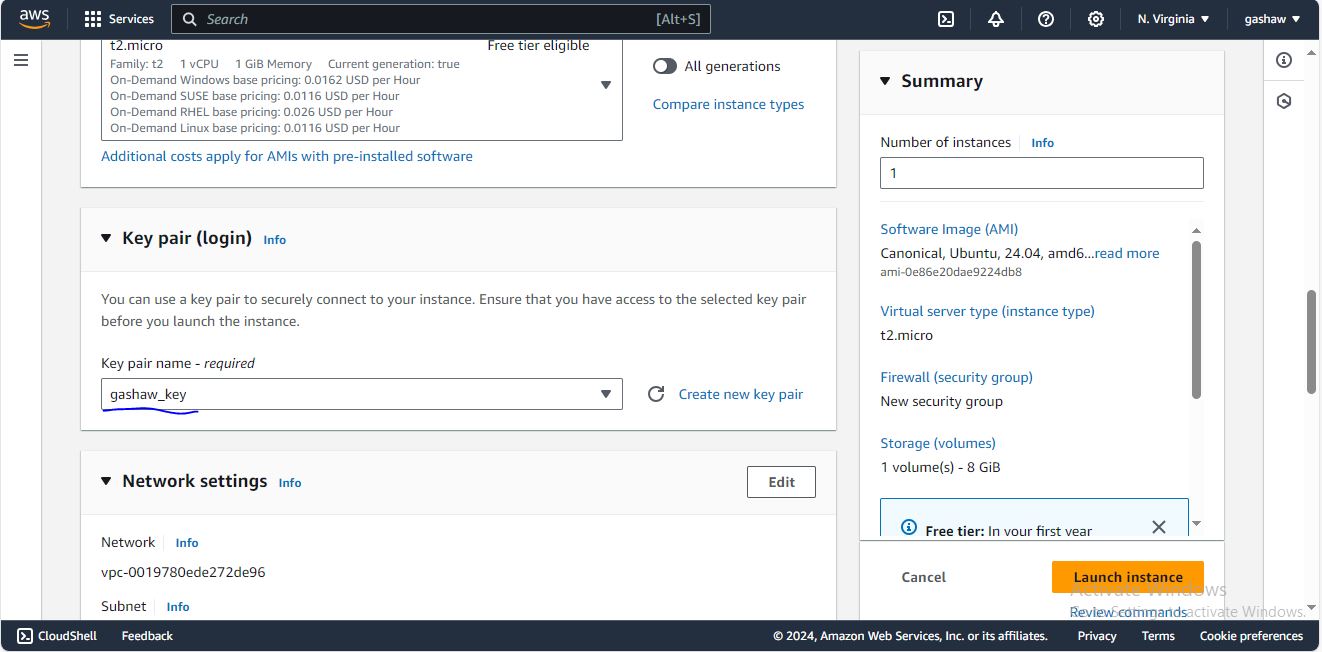 aws
Services
Search
[Alt+S]
N. Virginia
gashaw
t2.micro
Free tier eligible
Family: t2 1 vCPU 1 GiB Memory Current generation: true
On-Demand Windows base pricing: 0.0162 USD per Hour
On-Demand SUSE base pricing: 0.0116 USD per Hour
On-Demand RHEL base pricing: 0.026 USD per Hour
On-Demand Linux base pricing: 0.0116 USD per Hour
All generations
Compare instance types
Additional costs apply for AMIs with pre-installed software
Key pair (login) Info
You can use a key pair to securely connect to your instance. Ensure that you have access to the selected key pair
before you launch the instance.
Key pair name - required
gashaw_key
Create new key pair
Network settings Info
Edit
Network Info
vpc-0019780ede272de96
Subnet Info
Summary
Number of instances Info
1
Software Image (AMI)
Canonical, Ubuntu, 24.04, amd6...read more
ami-0e86e20dae9224db8
Virtual server type (instance type)
t2.micro
Firewall (security group)
New security group
Storage (volumes)
1 volume(s) - 8 GiB
Free tier: In your first year
Cancel
Launch instance
Activate Windows
Review commands
Go to Settings to activate Windows.
CloudShell
Feedback
© 2024, Amazon Web Services, Inc. or its affiliates.
Privacy
Terms
Cookie preferences